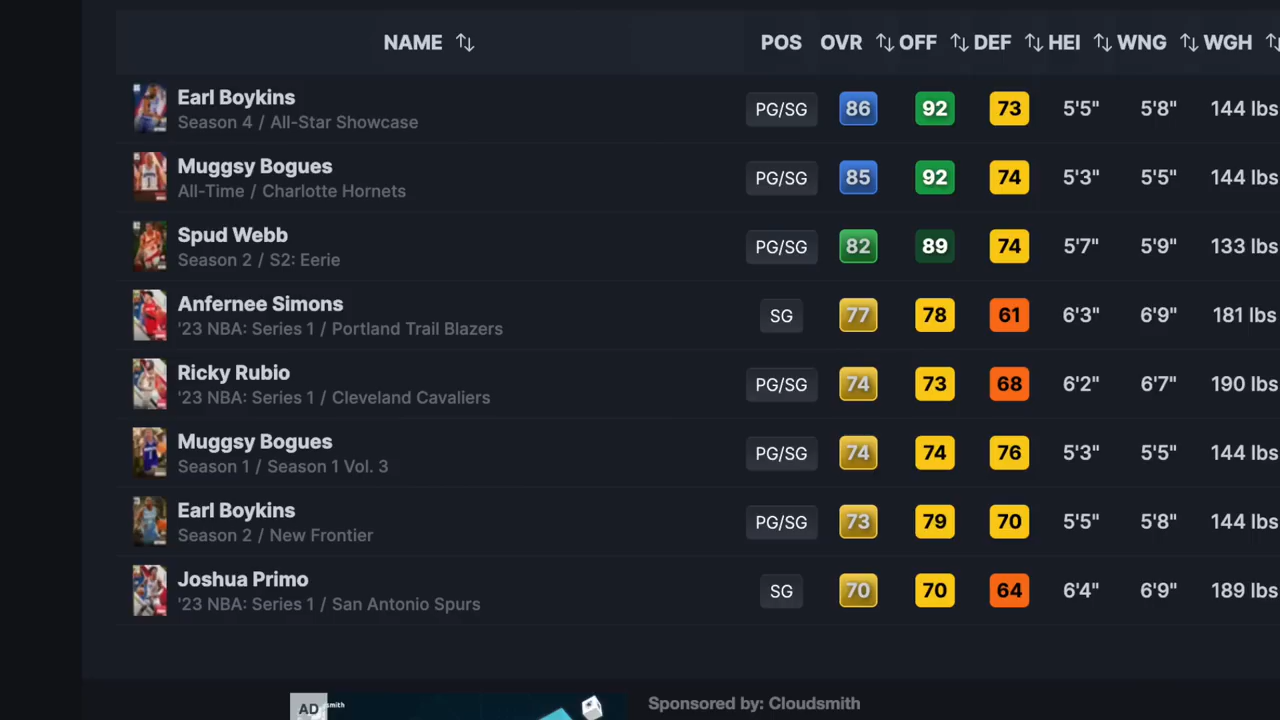 NAME POS OVR OFF DEF HEI WNG WGH
Earl Boykins
Season 4 / All-Star Showcase
PG/SG 86 92 73 5'5" 5'8" 144 lbs
Muggsy Bogues
All-Time / Charlotte Hornets
PG/SG 85 92 74 5'3" 5'5" 144 lbs
Spud Webb
Season 2 / S2: Eerie
PG/SG 82 89 74 5'7" 5'9" 133 lbs
Anfernee Simons
'23 NBA: Series 1 / Portland Trail Blazers
SG 77 78 61 6'3" 6'9" 181 lbs
Ricky Rubio
'23 NBA: Series 1 / Cleveland Cavaliers
PG/SG 74 73 68 6'2" 6'7" 190 lbs
Muggsy Bogues
Season 1 / Season 1 Vol. 3
PG/SG 74 74 76 5'3" 5'5" 144 lbs
Earl Boykins
Season 2 / New Frontier
PG/SG 73 79 70 5'5" 5'8" 144 lbs
Joshua Primo
'23 NBA: Series 1 / San Antonio Spurs
SG 70 70 64 6'4" 6'9" 189 lbs
AD smith Sponsored by: Cloudsmith